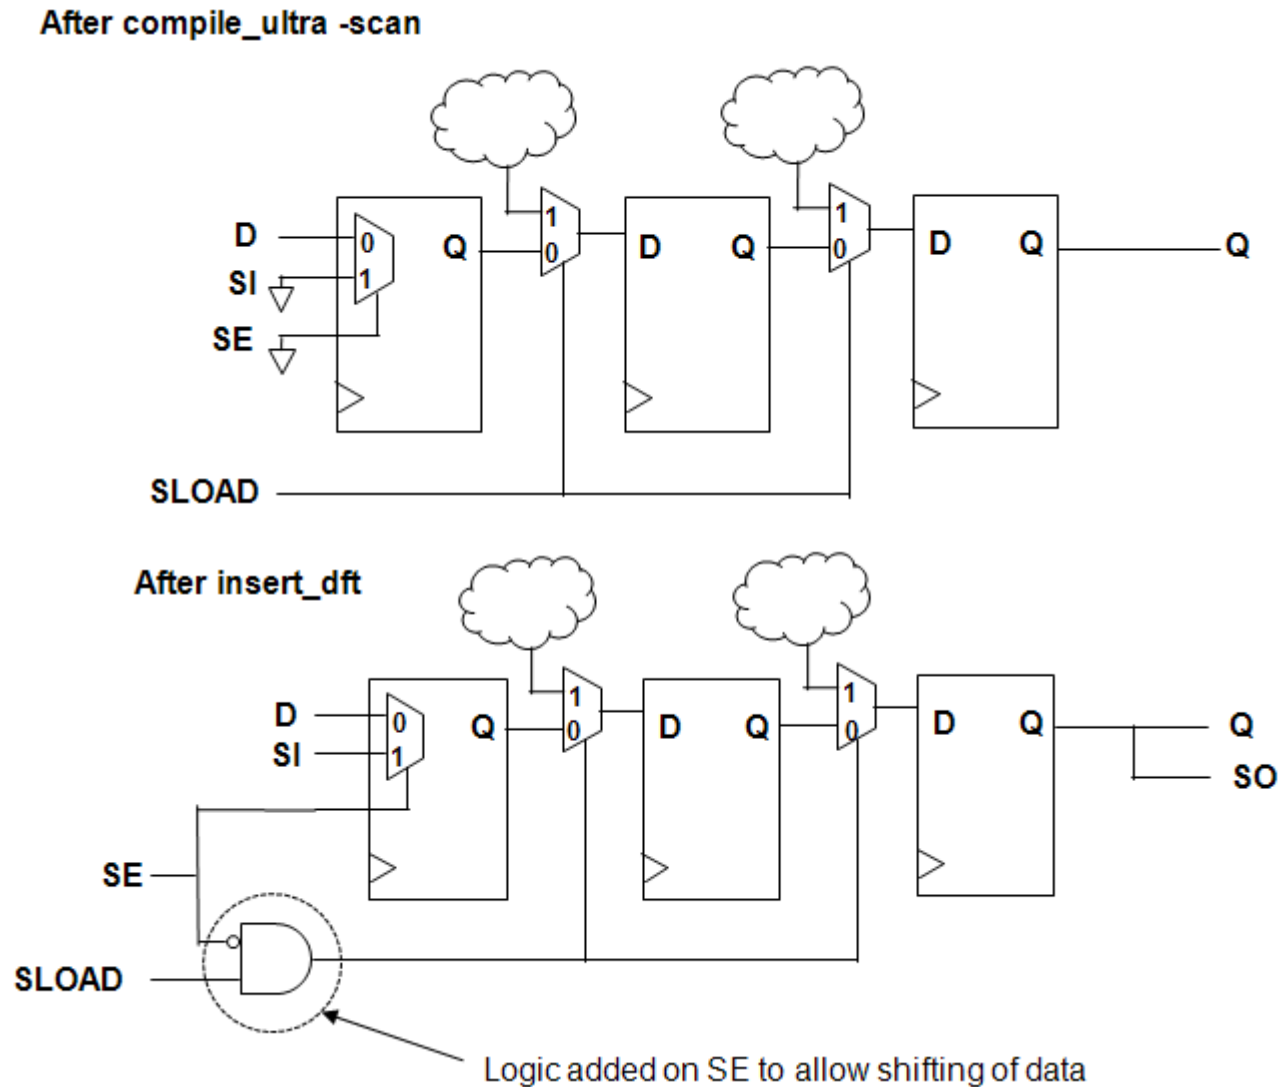 After compile_ultra -scan
D
0
Q
1
0
D
Q
1
0
D
Q
Q
SI
1
SE
SLOAD
After insert_dft
D
0
Q
1
0
D
Q
1
0
D
Q
Q
SI
1
SO
SE
SLOAD
Logic added on SE to allow shifting of data